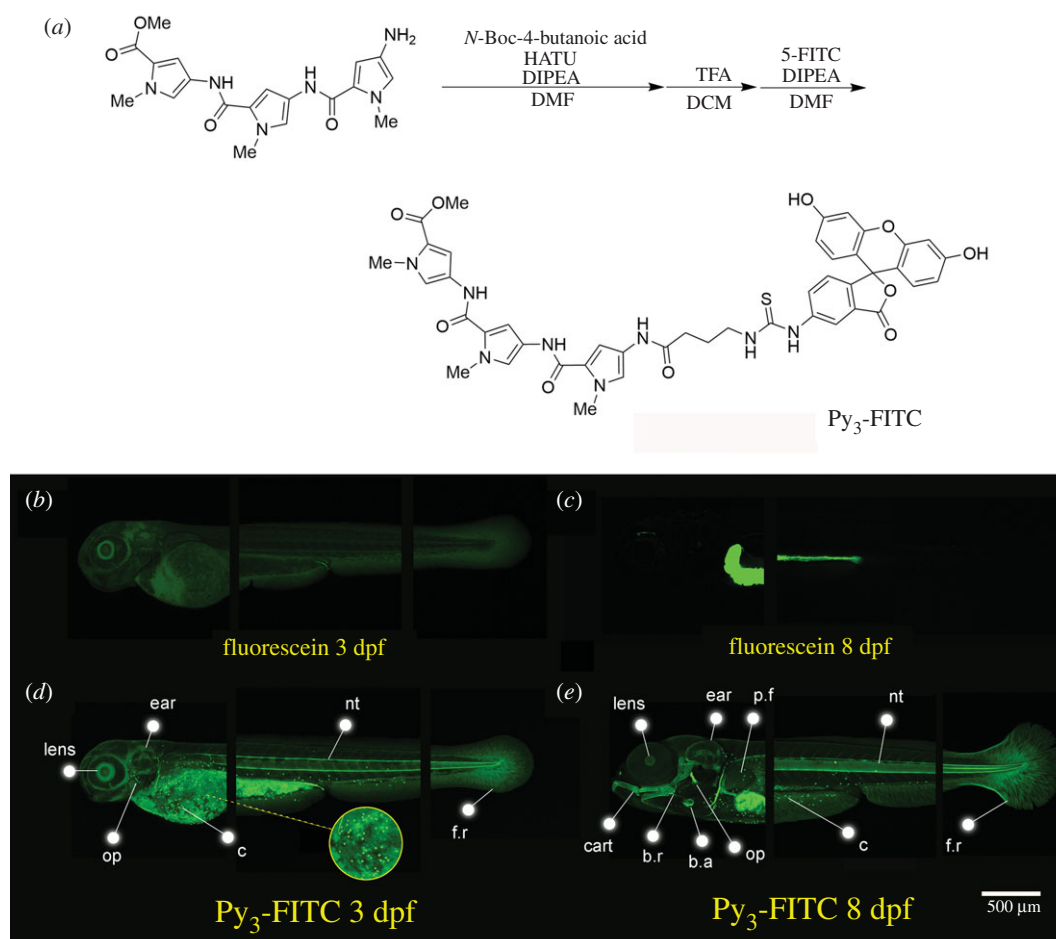 (a)
MeO
O
NH2
N
Me
NH
O
N
Me
H
N
O
N
Me
N-Boc-4-butanoic acid
HATU
DIPEA
DMF
TFA
DCM
5-FITC
DIPEA
DMF
OMe
O
N
Me
NH
O
N
Me
H
N
O
N
Me
H
N
O
N
H
S
NH
HO
O
OH
O
O
Py3-FITC
(b)
fluorescein 3 dpf
(c)
fluorescein 8 dpf
(d)
ear
nt
lens
op
c
f.r
Py3-FITC 3 dpf
(e)
lens
ear
p.f
nt
cart
b.r
b.a
op
c
f.r
Py3-FITC 8 dpf
500 µm